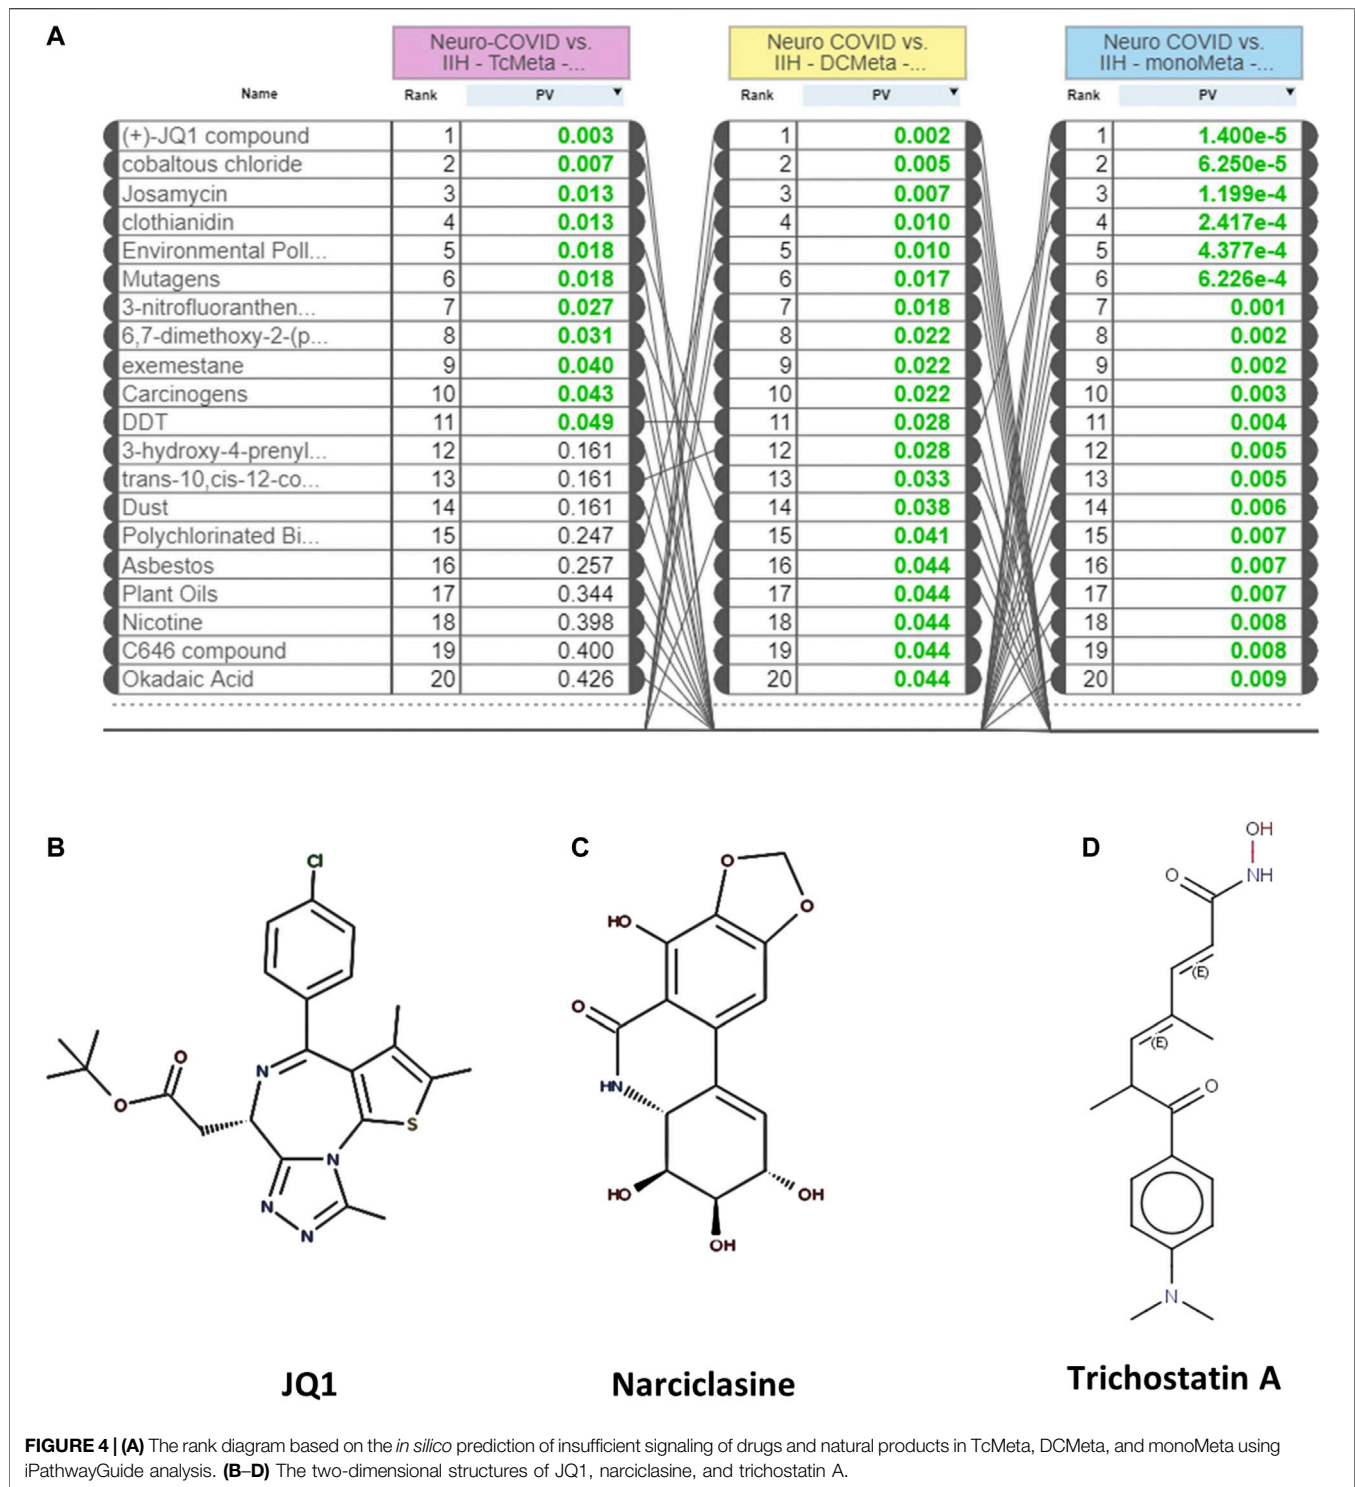 A
Neuro-COVID vs.
IIH - TcMeta -...
Neuro COVID vs.
IIH - DCMeta -...
Neuro COVID vs.
IIH - monoMeta -...
Name Rank PV Rank PV Rank PV
(+)-JQ1 compound 1 0.003 1 0.002 1 1.400e-5
cobaltous chloride 2 0.007 2 0.005 2 6.250e-5
Josamycin 3 0.013 3 0.007 3 1.199e-4
clothianidin 4 0.013 4 0.010 4 2.417e-4
Environmental Poll... 5 0.018 5 0.010 5 4.377e-4
Mutagens 6 0.018 6 0.017 6 6.226e-4
3-nitrofluoranthen... 7 0.027 7 0.018 7 0.001
6,7-dimethoxy-2-(p... 8 0.031 8 0.022 8 0.002
exemestane 9 0.040 9 0.022 9 0.002
Carcinogens 10 0.043 10 0.022 10 0.003
DDT 11 0.049 11 0.028 11 0.004
3-hydroxy-4-prenyl... 12 0.161 12 0.028 12 0.005
trans-10,cis-12-co... 13 0.161 13 0.033 13 0.005
Dust 14 0.161 14 0.038 14 0.006
Polychlorinated Bi... 15 0.247 15 0.041 15 0.007
Asbestos 16 0.257 16 0.044 16 0.007
Plant Oils 17 0.344 17 0.044 17 0.007
Nicotine 18 0.398 18 0.044 18 0.008
C646 compound 19 0.400 19 0.044 19 0.008
Okadaic Acid 20 0.426 20 0.044 20 0.009
B
Cl
N
O
O
S
N
N
N
JQ1
C
O
O
HO
O
HN
HO
OH
OH
Narciclasine
D
OH
NH
O
(E)
(E)
O
N
Trichostatin A
FIGURE 4 | (A) The rank diagram based on the in silico prediction of insufficient signaling of drugs and natural products in TcMeta, DCMeta, and monoMeta using
iPathwayGuide analysis. (B–D) The two-dimensional structures of JQ1, narciclasine, and trichostatin A.